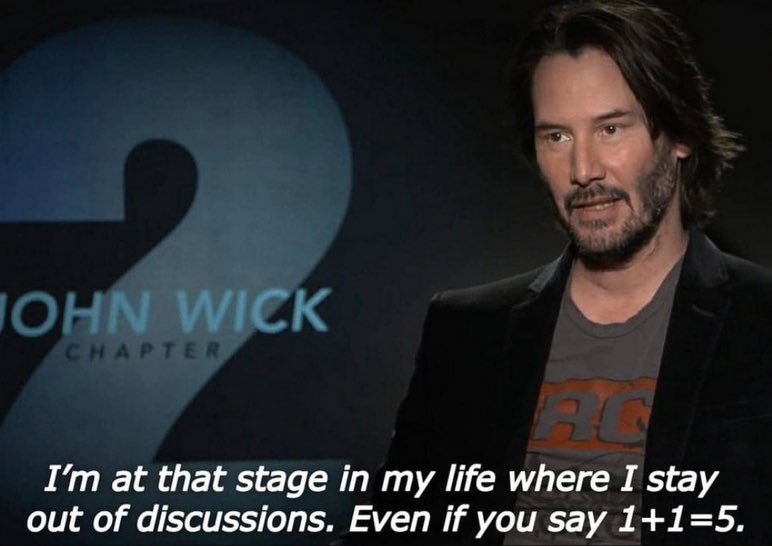 2
JOHN WICK
CHAPTER
ARC
I'm at that stage in my life where I stay
out of discussions. Even if you say 1+1=5.